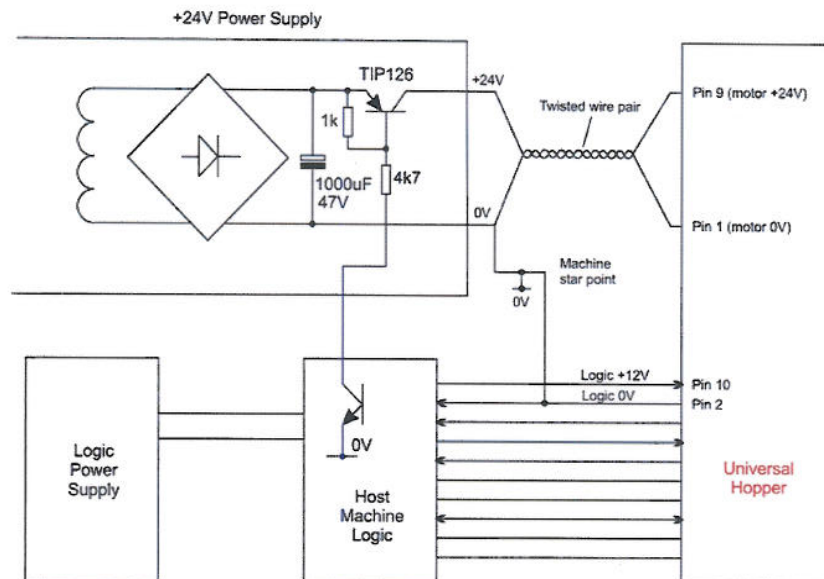 +24V Power Supply
TIP126
+24V
Pin 9 (motor +24V)
Twisted wire pair
1k
1000uF
47V
4k7
0V
Pin 1 (motor 0V)
Machine
star point
0V
Logic +12V
Pin 10
Logic 0V
Pin 2
0V
Logic
Power
Supply
Host
Machine
Logic
Universal
Hopper